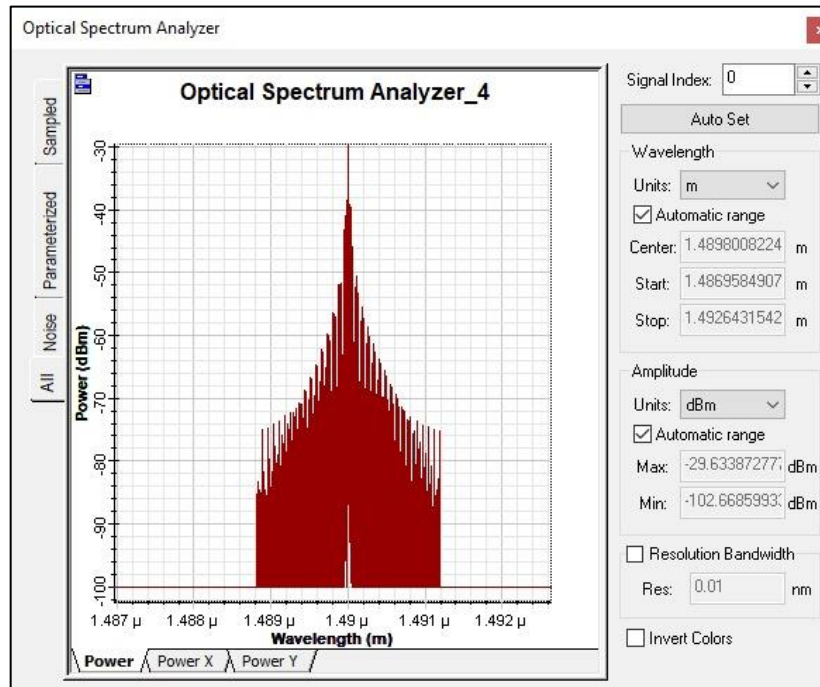 Optical Spectrum Analyzer
Sampled
Parameterized
Noise
All
Optical Spectrum Analyzer_4
Power (dBm)
-30
-40
-50
-60
-70
-80
-90
-100
1.487 µ 1.488 µ 1.489 µ 1.49 µ 1.491 µ 1.492 µ
Wavelength (m)
Power Power X Power Y
Signal Index: 0
Auto Set
Wavelength
Units: m
Automatic range
Center: 1.4898008224 m
Start: 1.4869584907 m
Stop: 1.4926431542 m
Amplitude
Units: dBm
Automatic range
Max: -29.633872777 dBm
Min: -102.6685993 dBm
Resolution Bandwidth
Res: 0.01 nm
Invert Colors